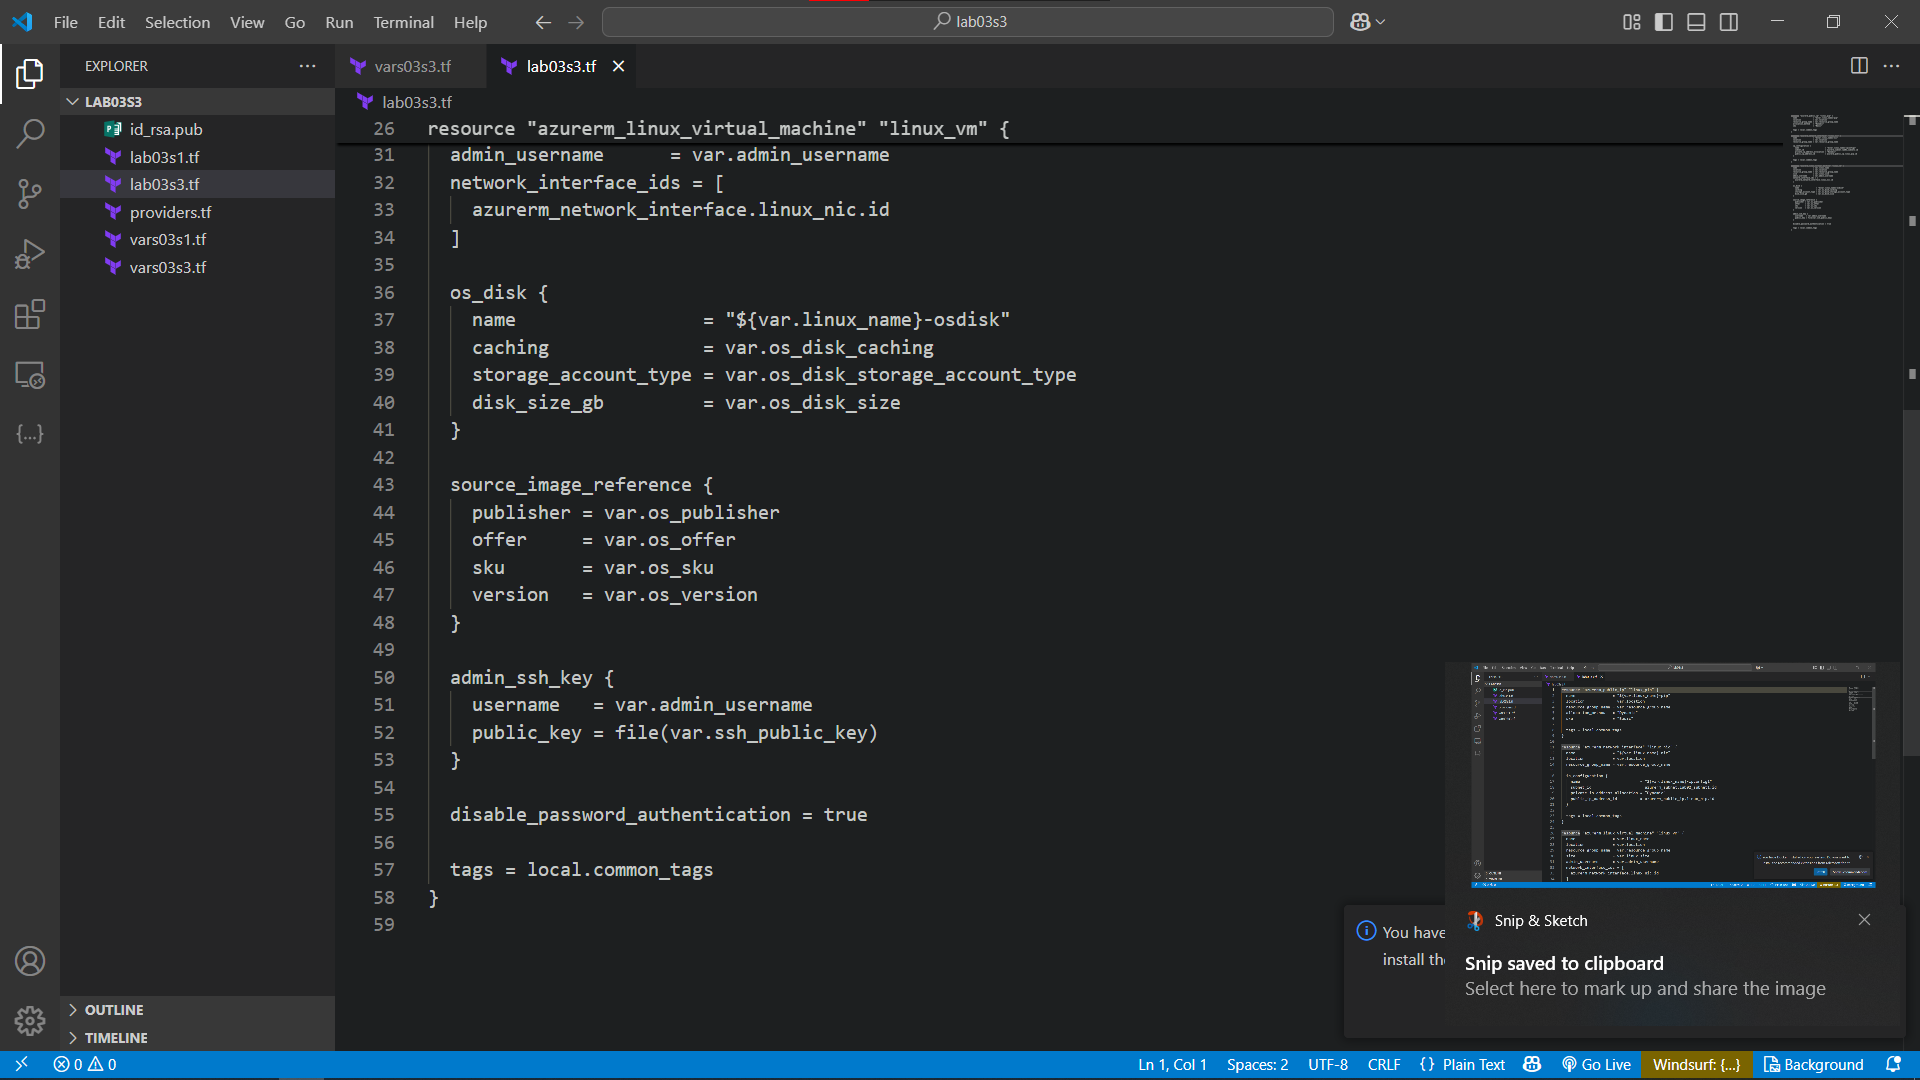 File Edit Selection View Go Run Terminal Help
lab03s3
EXPLORER
LAB03S3
id_rsa.pub
lab03s1.tf
lab03s3.tf
providers.tf
vars03s1.tf
vars03s3.tf
OUTLINE
TIMELINE
vars03s3.tf lab03s3.tf
lab03s3.tf
26 resource "azurerm_linux_virtual_machine" "linux_vm" {
31 admin_username      = var.admin_username
32 network_interface_ids = [
33 azurerm_network_interface.linux_nic.id
34 ]
35
36 os_disk {
37 name                 = "${var.linux_name}-osdisk"
38 caching              = var.os_disk_caching
39 storage_account_type = var.os_disk_storage_account_type
40 disk_size_gb         = var.os_disk_size
41 }
42
43 source_image_reference {
44 publisher = var.os_publisher
45 offer     = var.os_offer
46 sku       = var.os_sku
47 version   = var.os_version
48 }
49
50 admin_ssh_key {
51 username   = var.admin_username
52 public_key = file(var.ssh_public_key)
53 }
54
55 disable_password_authentication = true
56
57 tags = local.common_tags
58 }
59
You have
install the
Snip & Sketch
Snip saved to clipboard
Select here to mark up and share the image
0 0 Ln 1, Col 1 Spaces: 2 UTF-8 CRLF {} Plain Text Go Live Windsurf: {...} Background